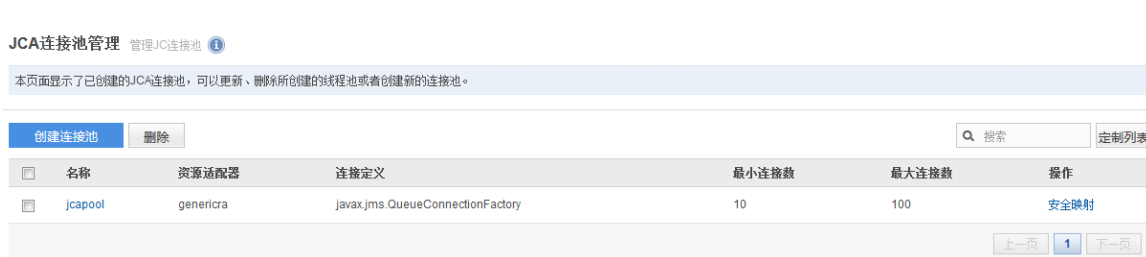 JCA连接池管理 管理JC连接池
本页面显示了已创建的JCA连接池，可以更新、删除所创建的线程池或者创建新的连接池。
创建连接池 删除 搜索 定制列表
名称 资源适配器 连接定义 最小连接数 最大连接数 操作
jcapool genericra javax.jms.QueueConnectionFactory 10 100 安全映射
上一页 1 下一页